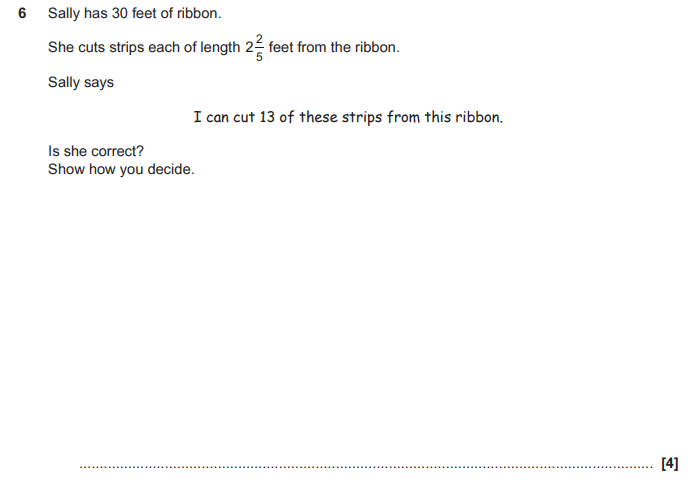 6 Sally has 30 feet of ribbon.
She cuts strips each of length 2 2/5 feet from the ribbon.
Sally says
I can cut 13 of these strips from this ribbon.
Is she correct?
Show how you decide.
.......................................................................................................................................... [4]